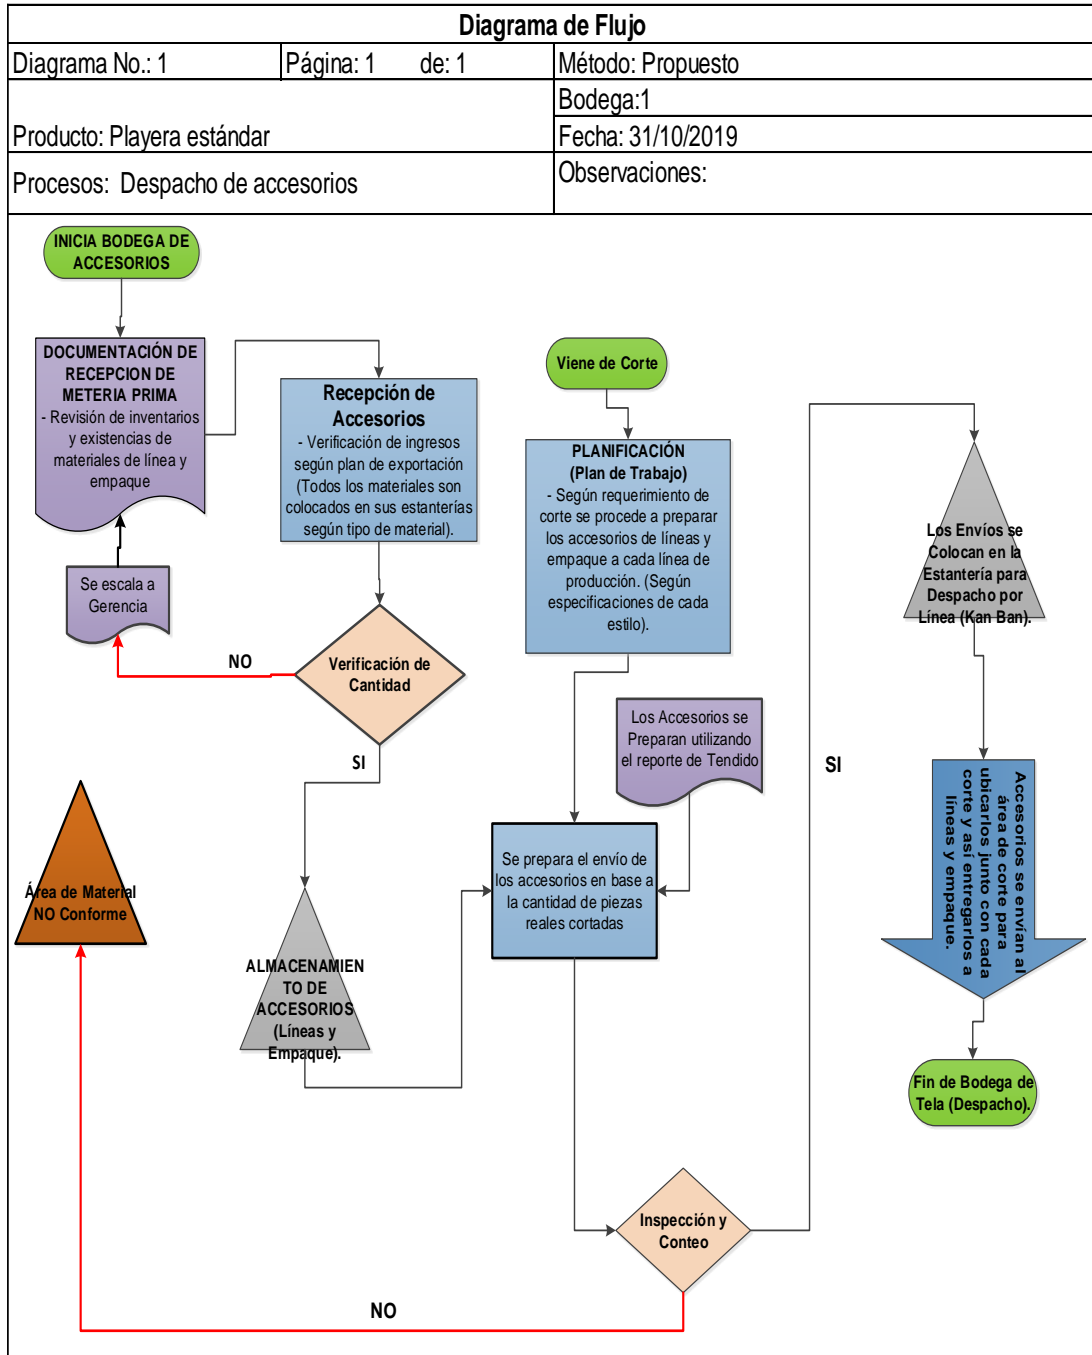 Diagrama de Flujo
Diagrama No.: 1
Página: 1 de: 1
Método: Propuesto
Bodega:1
Producto: Playera estándar
Fecha: 31/10/2019
Procesos: Despacho de accesorios
Observaciones:
INICIA BODEGA DE
ACCESORIOS
DOCUMENTACIÓN DE
RECEPCION DE
METERIA PRIMA
- Revisión de inventarios
y existencias de
materiales de línea y
empaque
Recepción de
Accesorios
- Verificación de ingresos
según plan de exportación
(Todos los materiales son
colocados en sus estanterías
según tipo de material).
Se escala a
Gerencia
NO
Verificación de
Cantidad
SI
Viene de Corte
PLANIFICACIÓN
(Plan de Trabajo)
- Según requerimiento de
corte se procede a preparar
los accesorios de líneas y
empaque a cada línea de
producción. (Según
especificaciones de cada
estilo).
Los Accesorios se
Preparan utilizando
el reporte de Tendido
Se prepara el envío de
los accesorios en base a
la cantidad de piezas
reales cortadas
ALMACENAMIEN
TO DE
ACCESORIOS
(Líneas y
Empaque).
Área de Material
NO Conforme
Inspección y
Conteo
NO
SI
Los Envíos se
Colocan en la
Estantería para
Despacho por
Línea (Kan Ban).
Accesorios se envían al
área de corte para
ubicarlos junto con cada
corte y así entregarlos a
líneas y empaque.
Fin de Bodega de
Tela (Despacho).